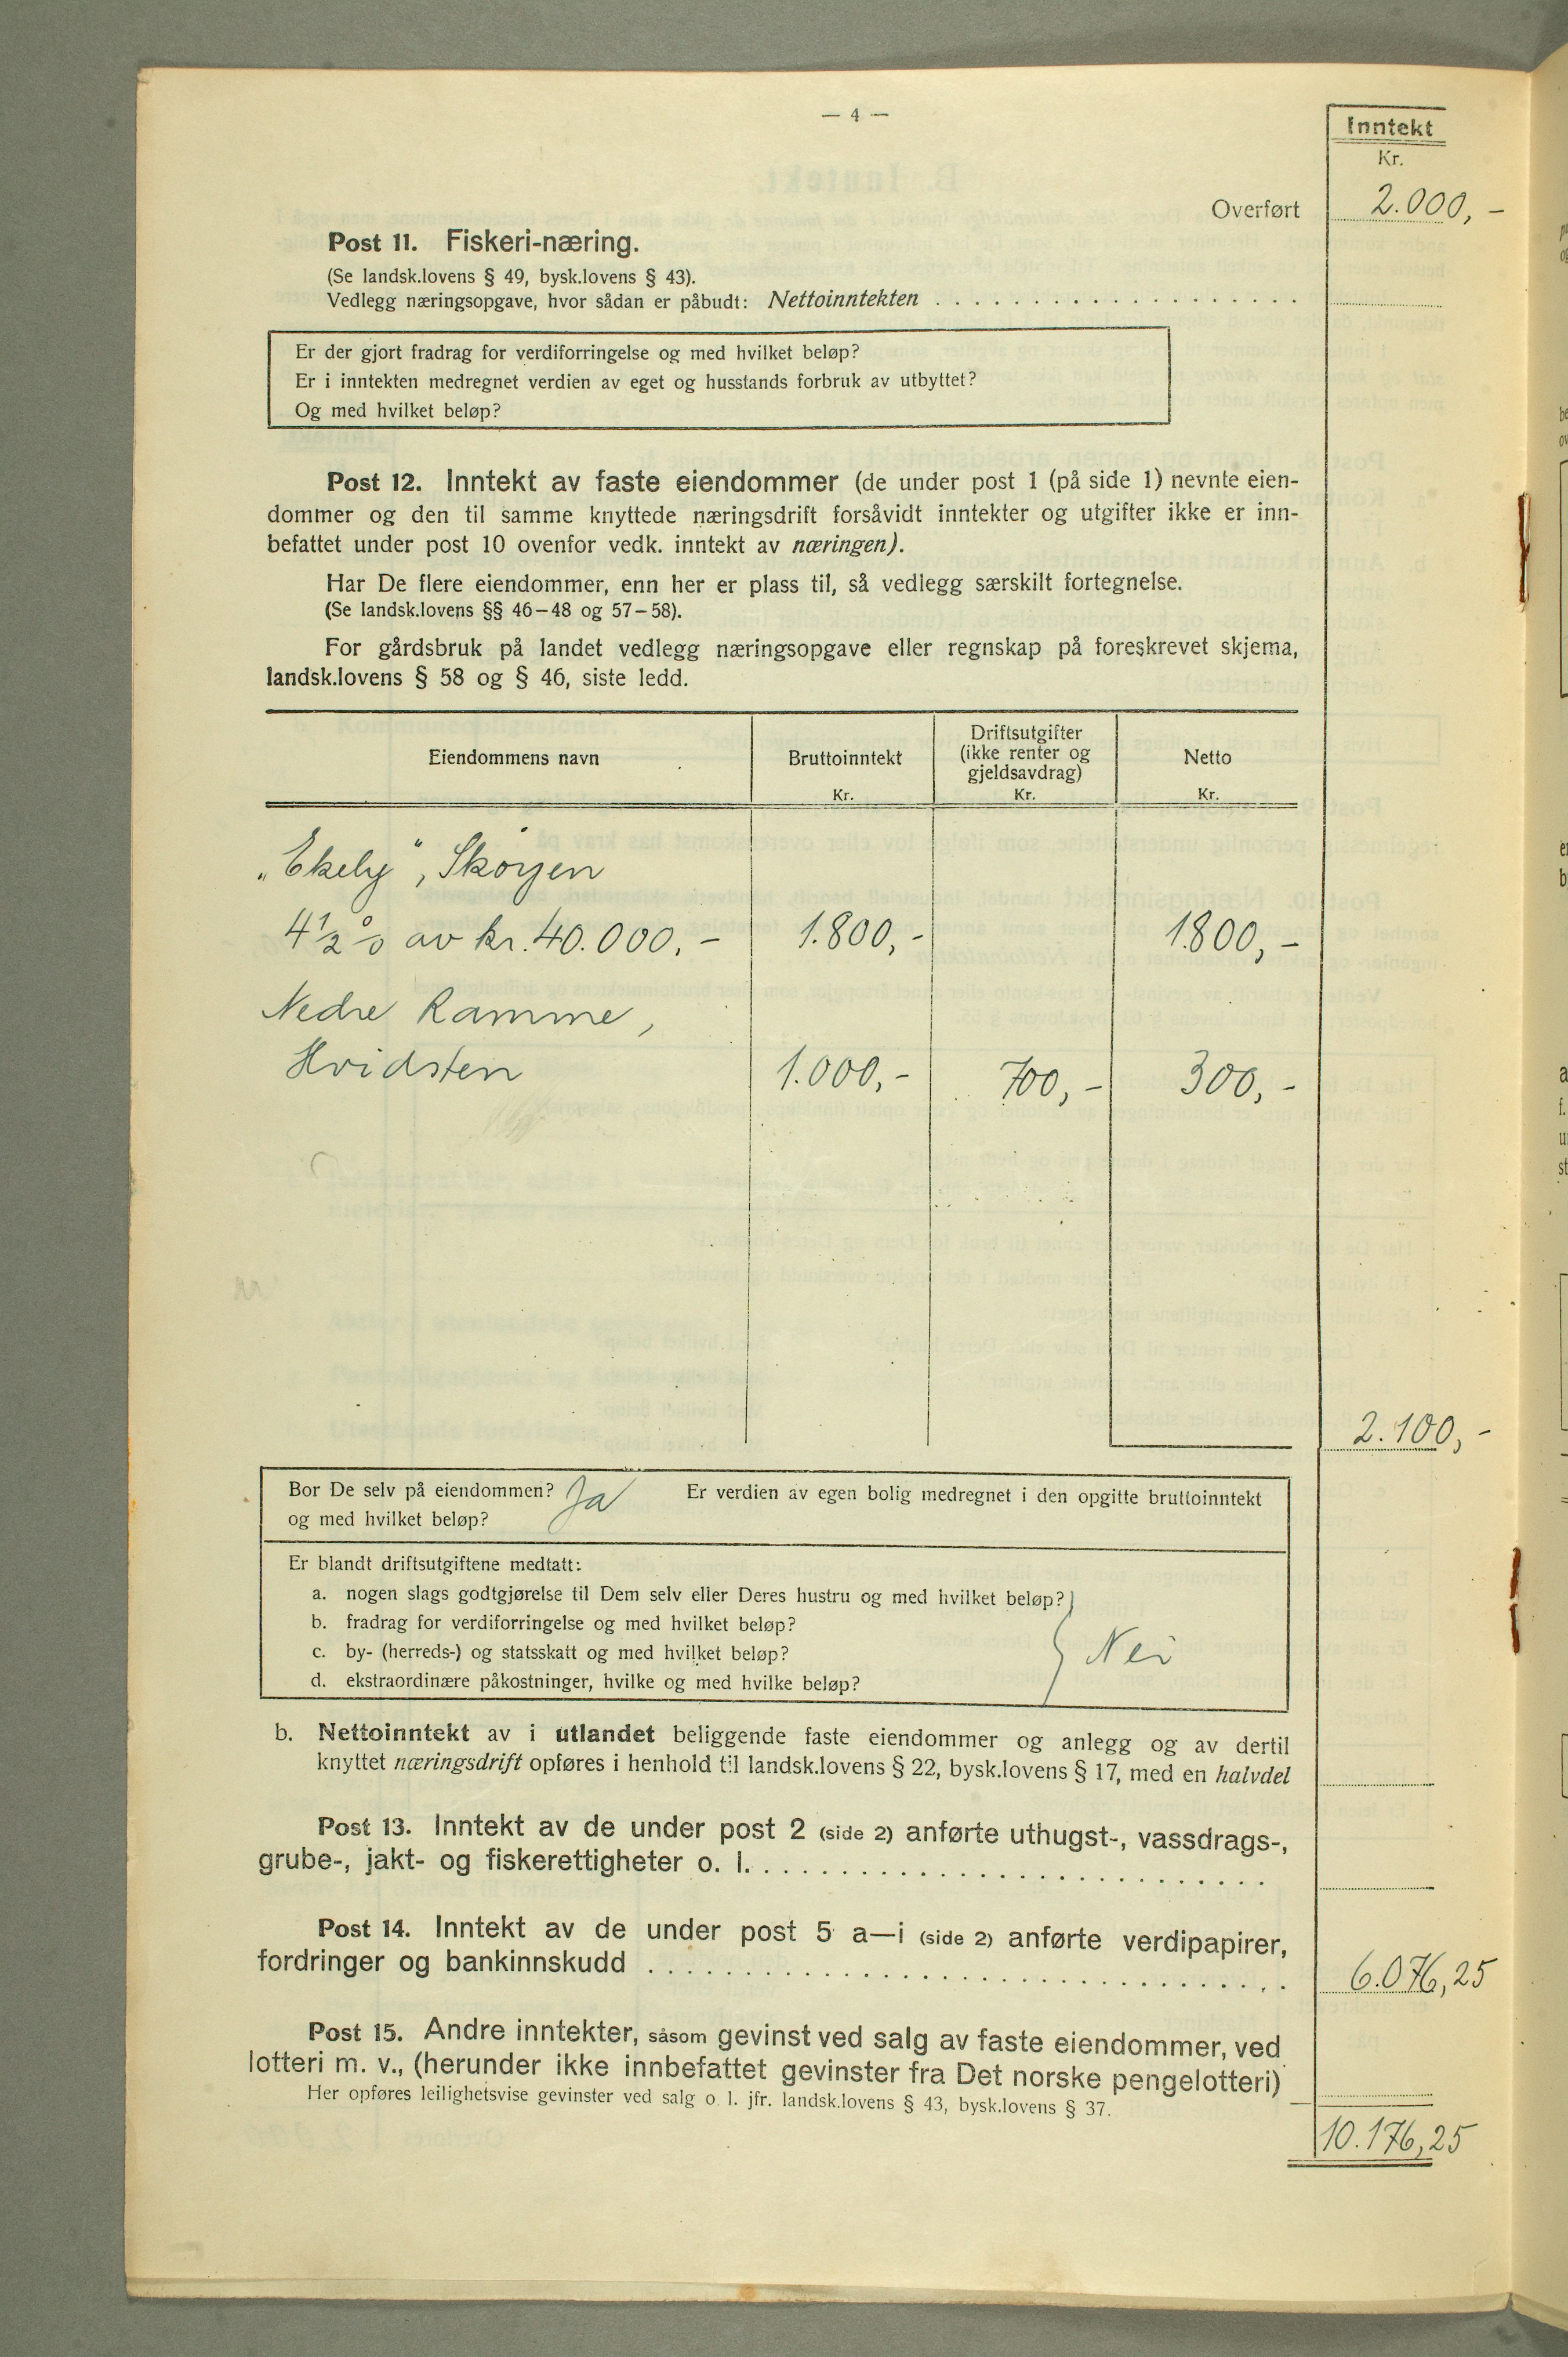 — 4 —
Inntekt
Kr.
Overført 2.000,-
Post 11. Fiskeri-næring.
(Se landsk.lovens § 49, bysk.lovens § 43).
Vedlegg næringsopgave, hvor sådan er påbudt: Nettoinntekten . . . . . . . . . . . . . . . . . . .
Er der gjort fradrag for verdiforringelse og med hvilket beløp?
Er i inntekten medregnet verdien av eget og husstands forbruk av utbyttet?
Og med hvilket beløp?
Post 12. Inntekt av faste eiendommer (de under post 1 (på side 1) nevnte eien-
dommer og den til samme knyttede næringsdrift forsåvidt inntekter og utgifter ikke er inn-
befattet under post 10 ovenfor vedk. inntekt av næringen).
Har De flere eiendommer, enn her er plass til, så vedlegg særskilt fortegnelse.
(Se landsk.lovens §§ 46–48 og 57–58).
For gårdsbruk på landet vedlegg næringsopgave eller regnskap på foreskrevet skjema,
landsk.lovens § 58 og § 46, siste ledd.
Eiendommens navn
Bruttoinntekt
Kr.
Driftsutgifter
(ikke renter og
gjeldsavdrag)
Kr.
Netto
Kr.
„Ekely", Skøyen
4½ % av kr. 40.000,- 1.800,- 1.800,-
Nedre Ramme,
Hvidsten 1.000,- 700,- 300,-
2.100,-
Bor De selv på eiendommen? Ja Er verdien av egen bolig medregnet i den opgitte bruttoinntekt
og med hvilket beløp?
Er blandt driftsutgiftene medtatt:
a. nogen slags godtgjørelse til Dem selv eller Deres hustru og med hvilket beløp?
b. fradrag for verdiforringelse og med hvilket beløp?
c. by- (herreds-) og statsskatt og med hvilket beløp? Nei
d. ekstraordinære påkostninger, hvilke og med hvilke beløp?
b. Nettoinntekt av i utlandet beliggende faste eiendommer og anlegg og av dertil
knyttet næringsdrift opføres i henhold til landsk.lovens § 22, bysk.lovens § 17, med en halvdel
Post 13. Inntekt av de under post 2 (side 2) anførte uthugst-, vassdrags-,
grube-, jakt- og fiskerettigheter o. l. . . . . . . . . . . . . . . . . . . . . . . . . . . .
Post 14. Inntekt av de under post 5 a—i (side 2) anførte verdipapirer,
fordringer og bankinnskudd . . . . . . . . . . . . . . . . . . . . . . . . . . . . . . . . . 6.076,25
Post 15. Andre inntekter, såsom gevinst ved salg av faste eiendommer, ved
lotteri m. v., (herunder ikke innbefattet gevinster fra Det norske pengelotteri)
Her opføres leilighetsvise gevinster ved salg o. l. jfr. landsk.lovens § 43, bysk.lovens § 37.
10.176,25